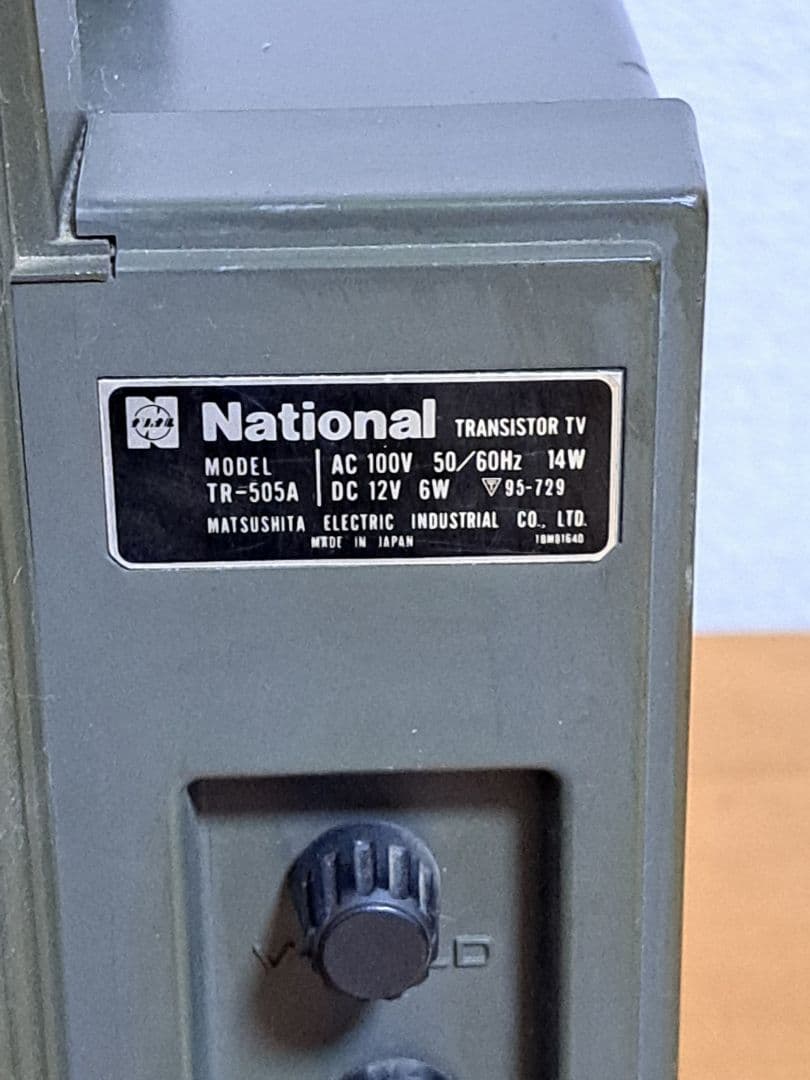 National TRANSISTOR TV
MODEL AC 100V 50/60Hz 14W
TR-505A DC 12V 6W 95-729
MATSUSHITA ELECTRIC INDUSTRIAL CO., LTD.
MADE IN JAPAN